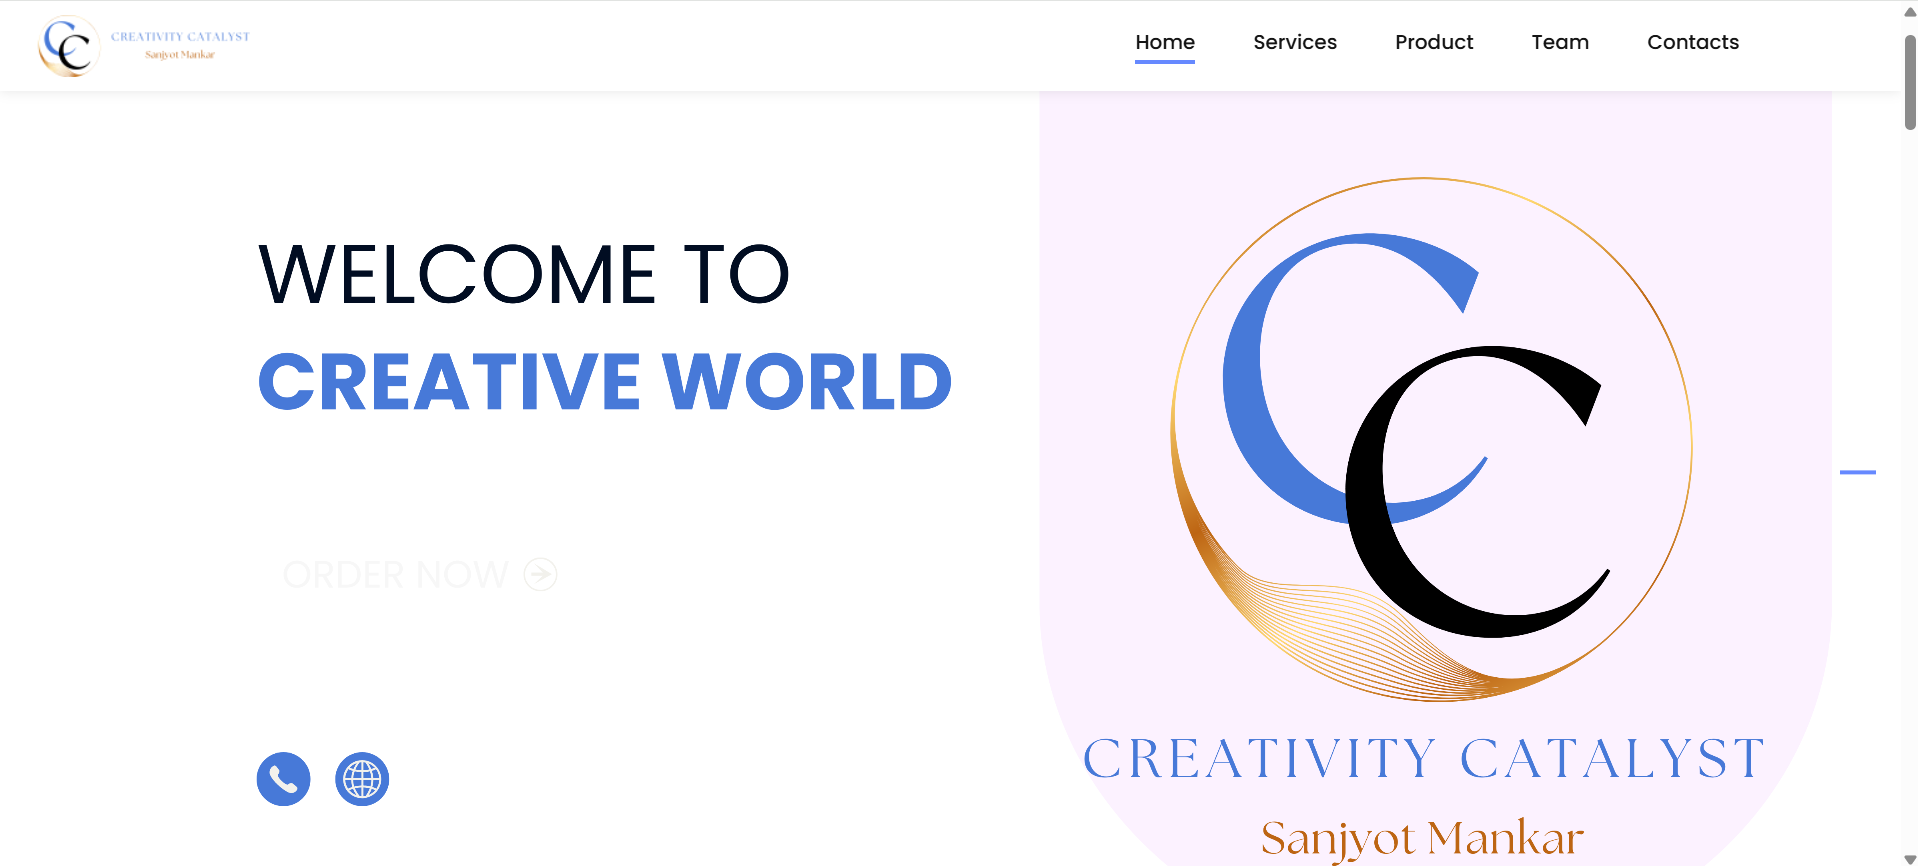 CREATIVITY CATALYST
Sanjyot Mankar
Home
Services
Product
Team
Contacts
WELCOME TO
CREATIVE WORLD
ORDER NOW
CC
CREATIVITY CATALYST
Sanjyot Mankar